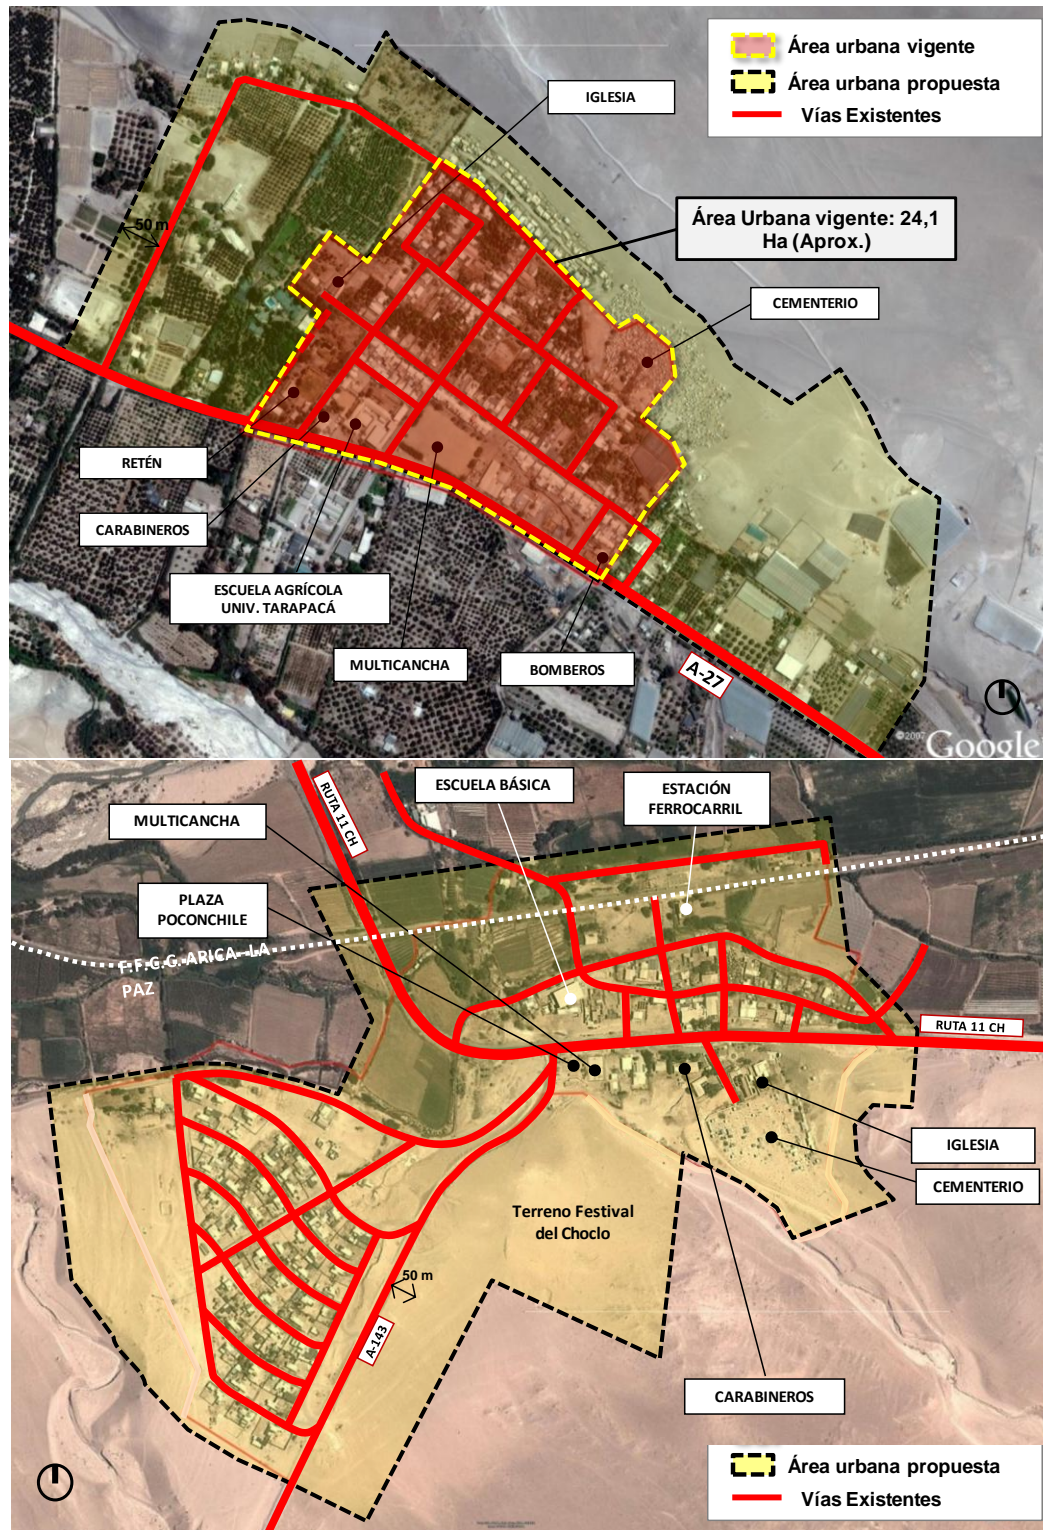 Área urbana vigente
Área urbana propuesta
Vías Existentes
IGLESIA
50 m
Área Urbana vigente: 24,1
Ha (Aprox.)
CEMENTERIO
RETÉN
CARABINEROS
ESCUELA AGRÍCOLA
UNIV. TARAPACÁ
MULTICANCHA
BOMBEROS
A-27
©2007 Google
RUTA 11 CH
ESCUELA BÁSICA
ESTACIÓN
FERROCARRIL
MULTICANCHA
PLAZA
POCONCHILE
F.F.C.C. ARICA- LA
PAZ
RUTA 11 CH
IGLESIA
CEMENTERIO
Terreno Festival
del Choclo
50 m
A-143
CARABINEROS
Área urbana propuesta
Vías Existentes